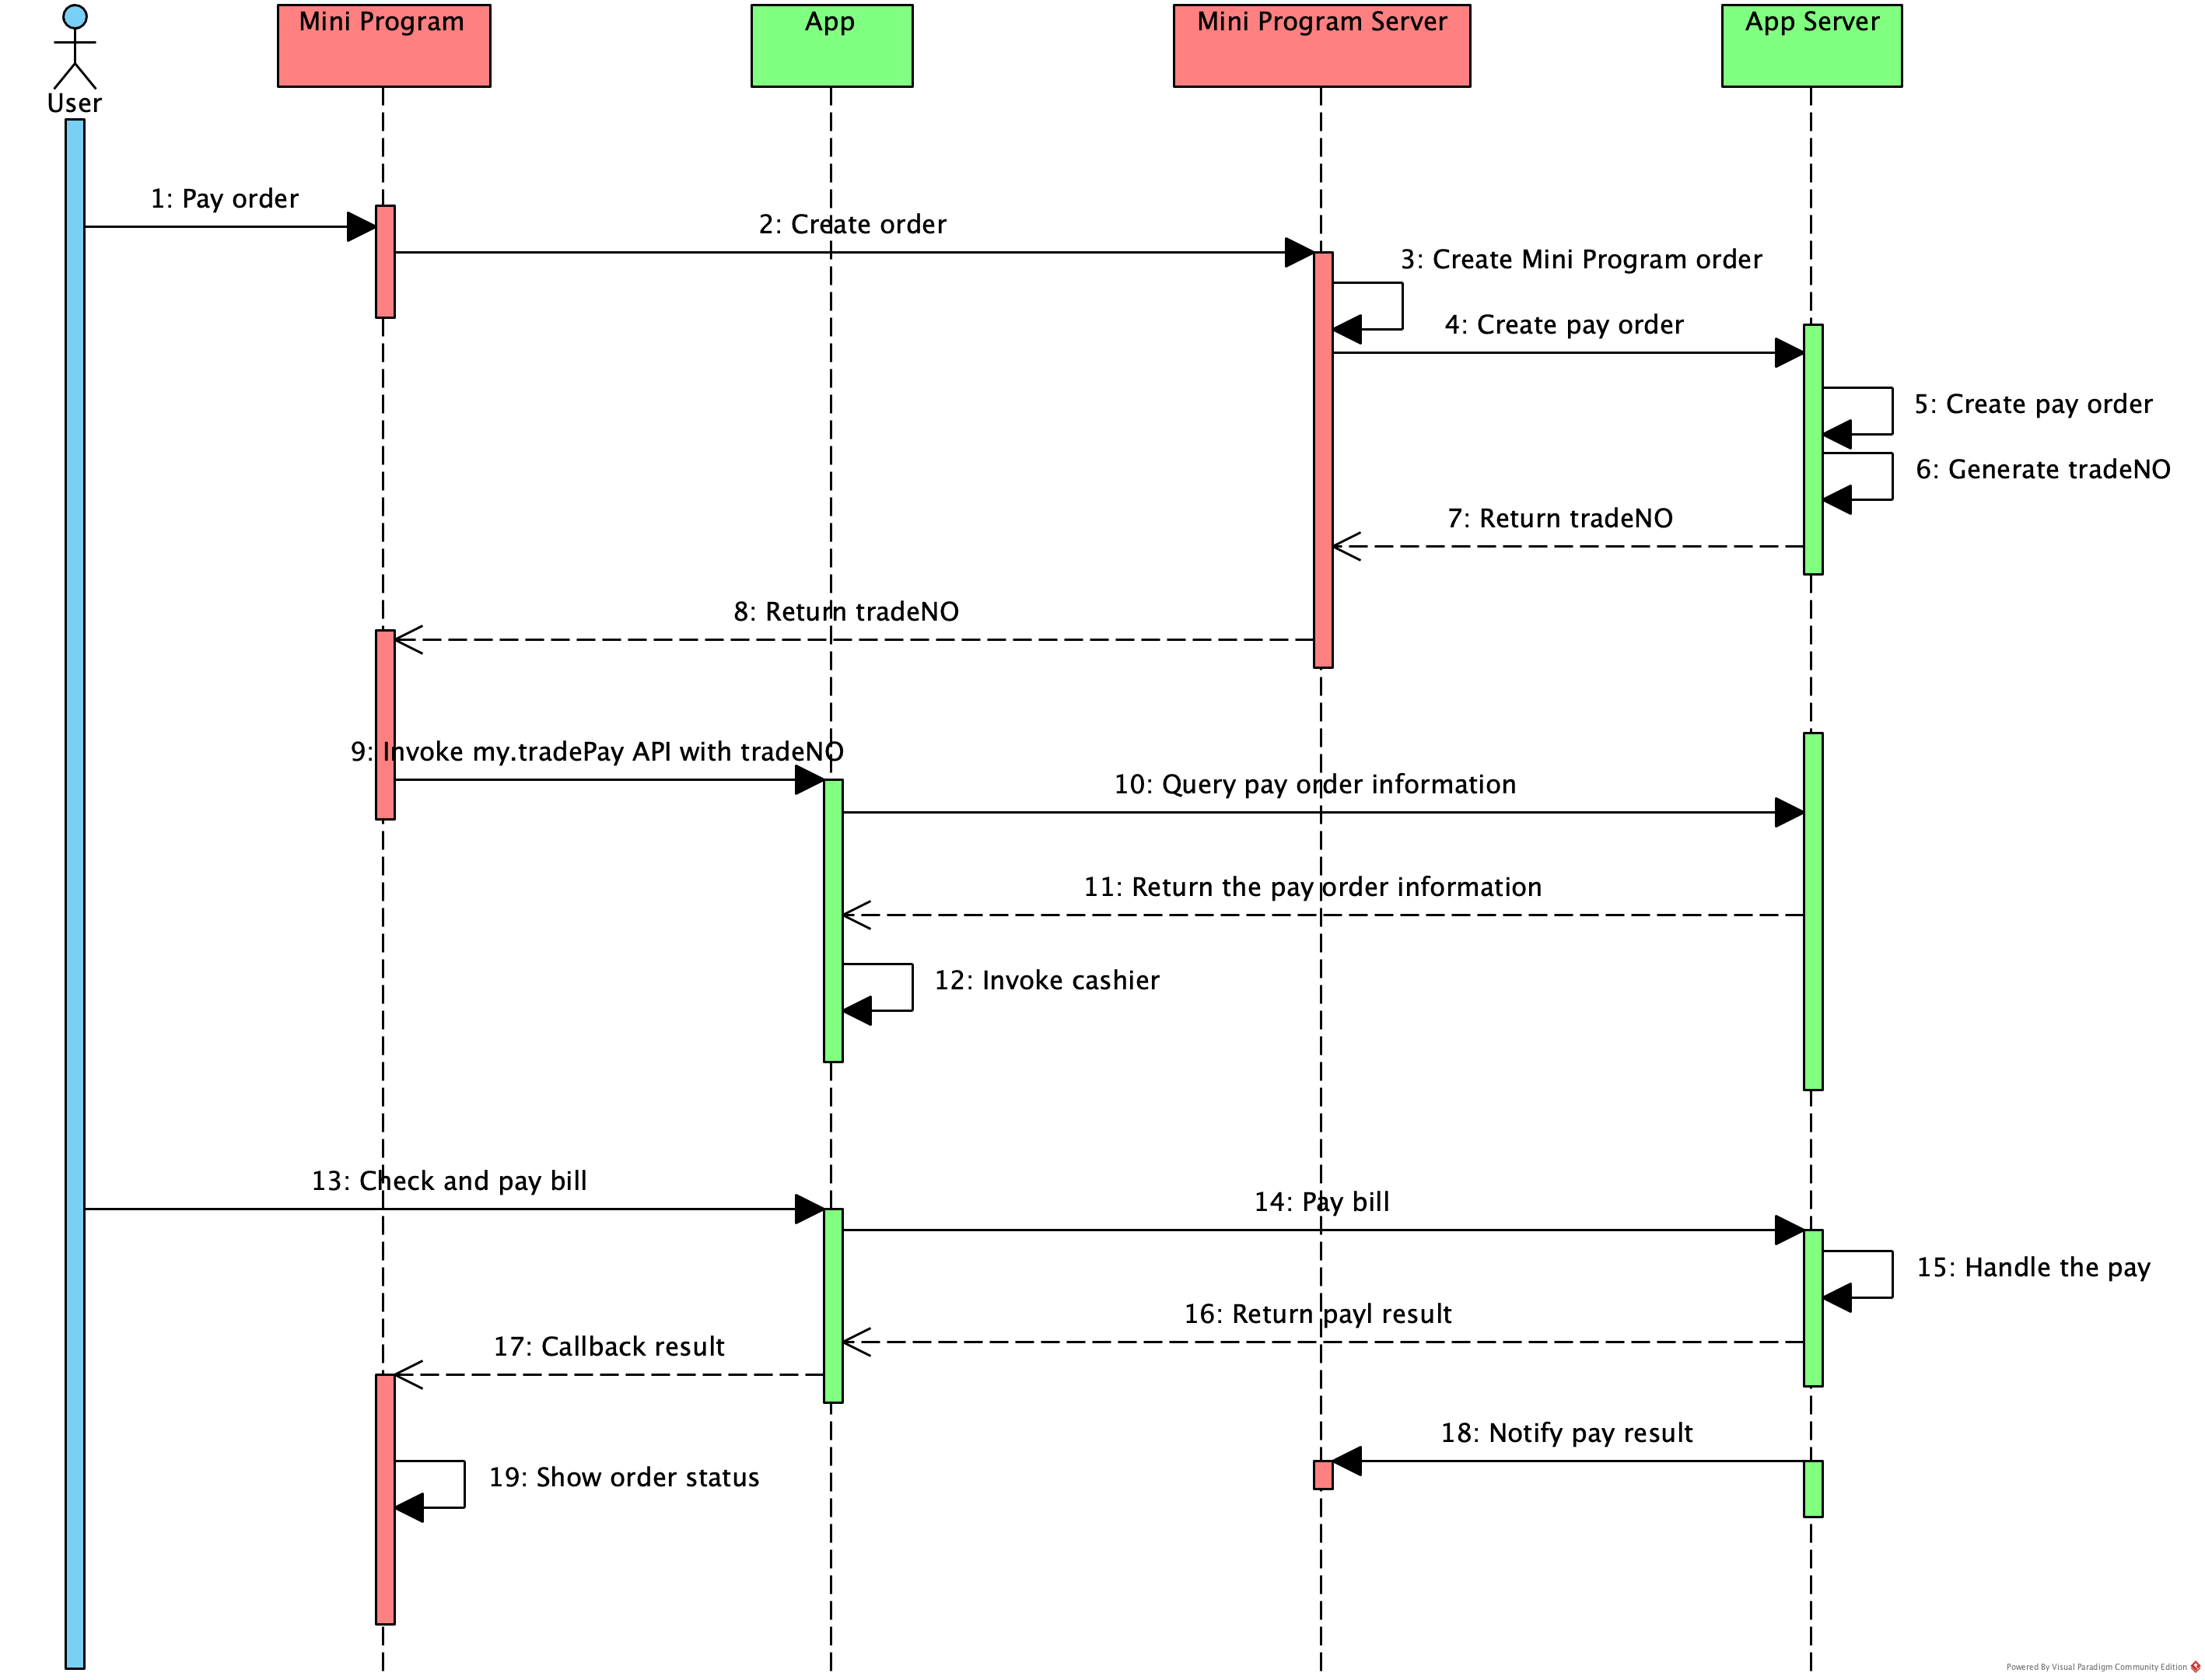 Mini Program
App
Mini Program Server
App Server
User
1: Pay order
2: Create order
3: Create Mini Program order
4: Create pay order
5: Create pay order
6: Generate tradeNO
7: Return tradeNO
8: Return tradeNO
9: Invoke my.tradePay API with tradeNO
10: Query pay order information
11: Return the pay order information
12: Invoke cashier
13: Check and pay bill
14: Pay bill
15: Handle the pay
16: Return payl result
17: Callback result
18: Notify pay result
19: Show order status
Powered By Visual Paradigm Community Edition